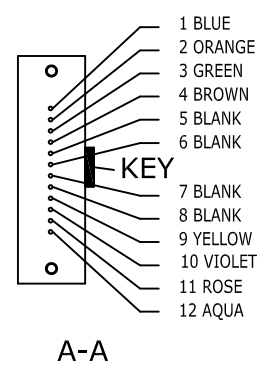 1 BLUE
2 ORANGE
3 GREEN
4 BROWN
5 BLANK
6 BLANK
KEY
7 BLANK
8 BLANK
9 YELLOW
10 VIOLET
11 ROSE
12 AQUA
A-A